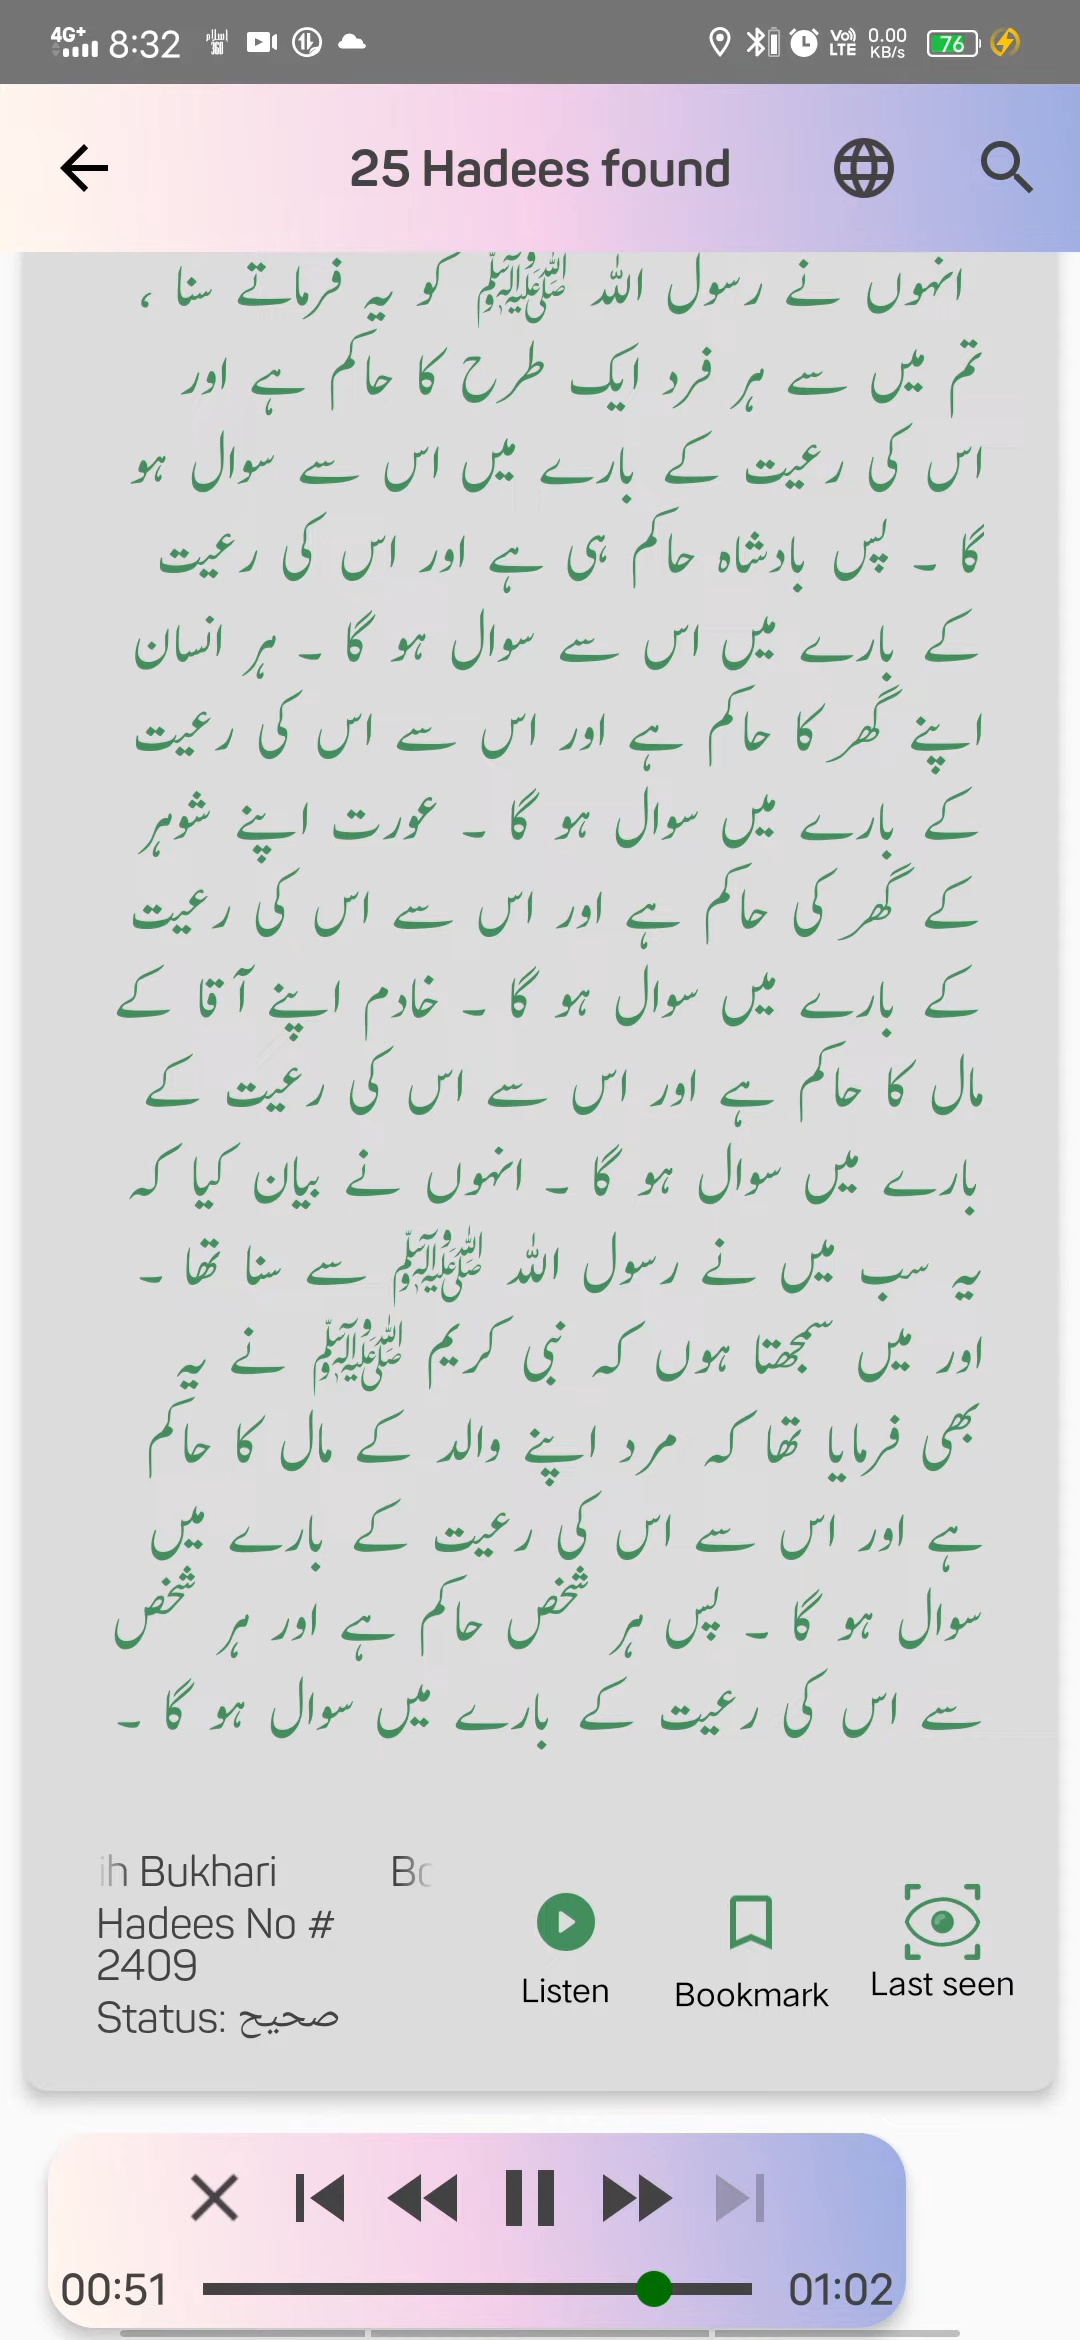 4G+ 8:32 0.00 KB/s 76
Vo)) LTE
25 Hadees found
انہوں نے رسول اللہ ﷺ کو یہ فرماتے سنا ،
تم میں سے ہر فرد ایک طرح کا حاکم ہے اور
اس کی رعیت کے بارے میں اس سے سوال ہو
گا ۔ پس بادشاہ حاکم ہی ہے اور اس کی رعیت
کے بارے میں اس سے سوال ہو گا ۔ ہر انسان
اپنے گھر کا حاکم ہے اور اس سے اس کی رعیت
کے بارے میں سوال ہو گا ۔ عورت اپنے شوہر
کے گھر کی حاکم ہے اور اس سے اس کی رعیت
کے بارے میں سوال ہو گا ۔ خادم اپنے آقا کے
مال کا حاکم ہے اور اس سے اس کی رعیت کے
بارے میں سوال ہو گا ۔ انہوں نے بیان کیا کہ
یہ سب میں نے رسول اللہ ﷺ سے سنا تھا ۔
اور میں سمجھتا ہوں کہ نبی کریم ﷺ نے یہ
بھی فرمایا تھا کہ مرد اپنے والد کے مال کا حاکم
ہے اور اس سے اس کی رعیت کے بارے میں
سوال ہو گا ۔ پس ہر شخص حاکم ہے اور ہر شخص
سے اس کی رعیت کے بارے میں سوال ہو گا ۔
ih Bukhari Bo
Hadees No #
2409
Status: صحیح
Listen
Bookmark
Last seen
00:51 01:02